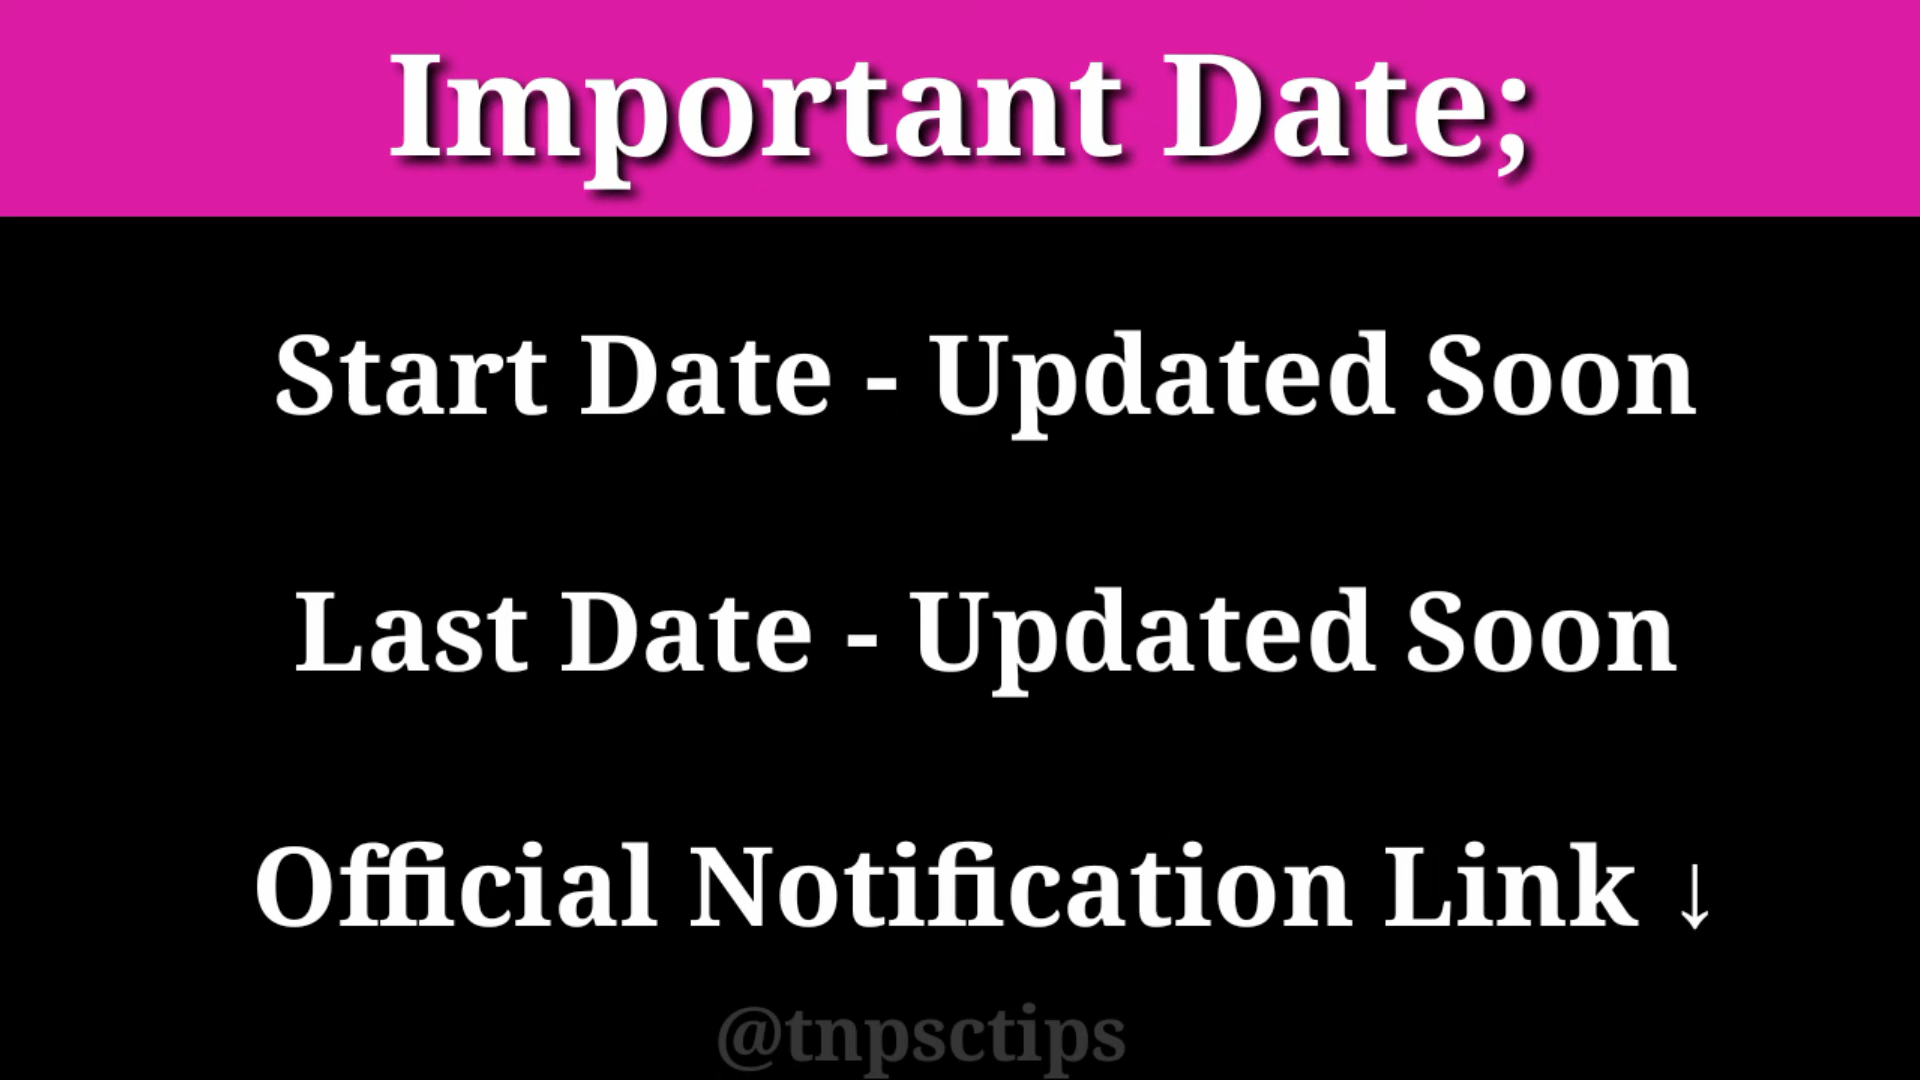 Important Date;
Start Date - Updated Soon
Last Date - Updated Soon
Official Notification Link ↓
@tnpsctips